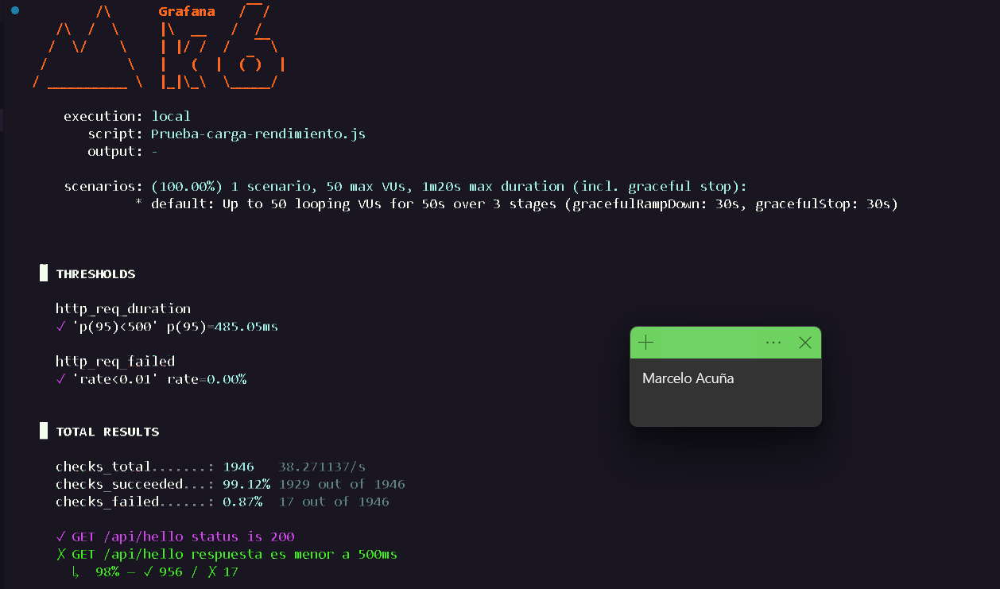 Grafana
execution: local
script: Prueba-carga-rendimiento.js
output: -
scenarios: (100.00%) 1 scenario, 50 max VUs, 1m20s max duration (incl. graceful stop):
* default: Up to 50 looping VUs for 50s over 3 stages (gracefulRampDown: 30s, gracefulStop: 30s)
█ THRESHOLDS
http_req_duration
✓ 'p(95)<500' p(95)=485.05ms
http_req_failed
✓ 'rate<0.01' rate=0.00%
Marcelo Acuña
█ TOTAL RESULTS
checks_total.......: 1946 38.271137/s
checks_succeeded...: 99.12% 1929 out of 1946
checks_failed......: 0.87% 17 out of 1946
✓ GET /api/hello status is 200
✗ GET /api/hello respuesta es menor a 500ms
↳ 98% — ✓ 956 / ✗ 17